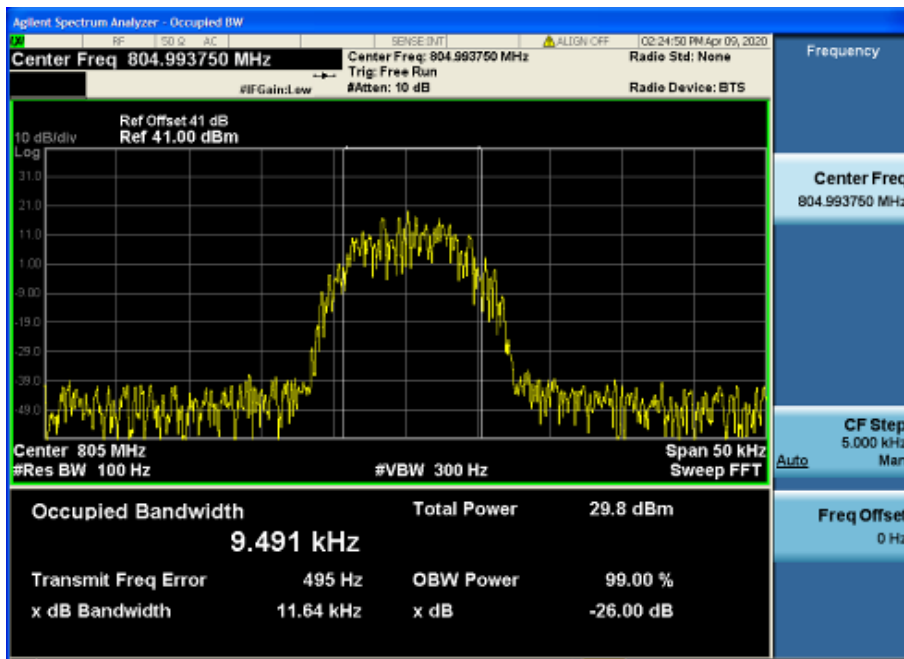 Agilent Spectrum Analyzer - Occupied BW
RF 50 Ω AC SENSE:INT ALIGN OFF 02:24:50 PM Apr 09, 2020
Center Freq 804.993750 MHz
Center Freq: 804.993750 MHz
Radio Std: None
Trig: Free Run
#IFGain:Low
#Atten: 10 dB
Radio Device: BTS
Ref Offset 41 dB
10 dB/div Ref 41.00 dBm
Log
31.0
21.0
11.0
1.00
-9.00
-19.0
-29.0
-39.0
-49.0
Center 805 MHz Span 50 kHz
#Res BW 100 Hz #VBW 300 Hz Sweep FFT
Occupied Bandwidth Total Power 29.8 dBm
9.491 kHz
Transmit Freq Error 495 Hz OBW Power 99.00 %
x dB Bandwidth 11.64 kHz x dB -26.00 dB
Frequency
Center Freq
804.993750 MHz
CF Step
5.000 kHz
Auto Man
Freq Offset
0 Hz